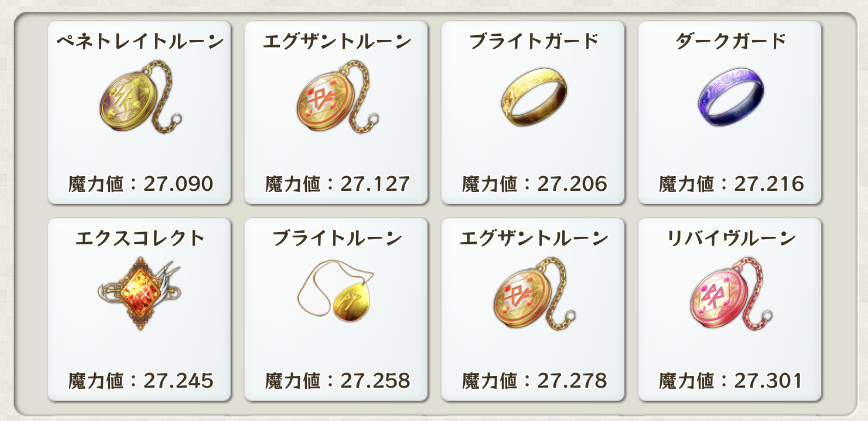 ペネトレイトルーン
エグザントルーン
ブライトガード
ダークガード
魔力値：27.090
魔力値：27.127
魔力値：27.206
魔力値：27.216
エクスコレクト
ブライトルーン
エグザントルーン
リバイヴルーン
魔力値：27.245
魔力値：27.258
魔力値：27.278
魔力値：27.301